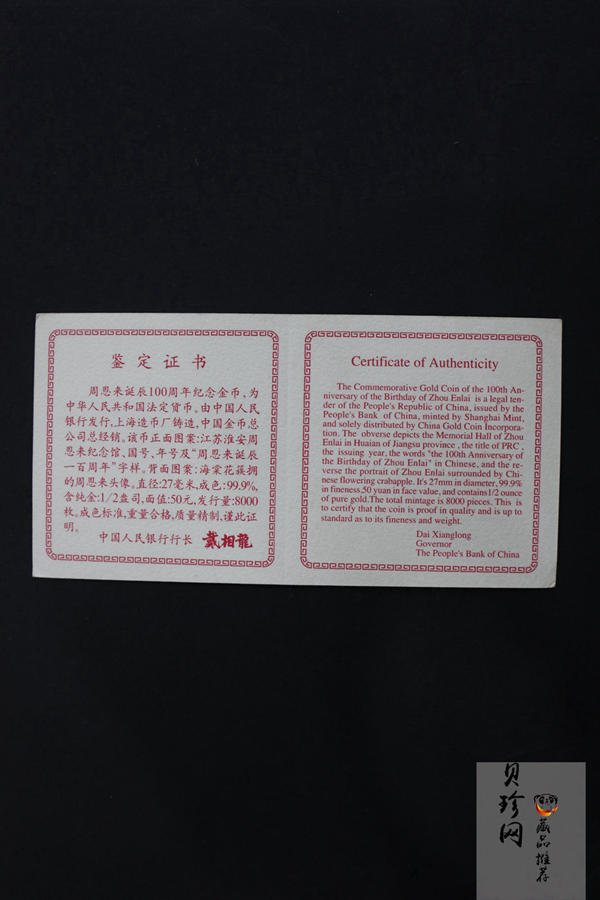 鉴定证书
周恩来诞辰100周年纪念金币,为
中华人民共和国法定货币。由中国人民
银行发行,上海造币厂铸造,中国金币总
公司总经销。该币正面图案:江苏淮安周
恩来纪念馆、国号、年号及“周恩来诞辰
一百周年”字样。背面图案:海棠花簇拥
的周恩来头像。直径:27毫米,成色:99.9%,
含纯金:1/2盎司,面值:50元,发行量:8000
枚。成色标准,重量合格,质量精制,谨此证
明。
中国人民银行行长 戴相龍
Certificate of Authenticity
The Commemorative Gold Coin of the 100th An-
niversary of the Birthday of Zhou Enlai is a legal ten-
der of the People's Republic of China, issued by the
People's Bank of China, minted by Shanghai Mint,
and solely distributed by China Gold Coin Incorpora-
tion. The obverse depicts the Memorial Hall of Zhou
Enlai in Huaian of Jiangsu province , the title of PRC ,
the issuing year, the words "the 100th Anniversary of
the Birthday of Zhou Enlai" in Chinese, and the re-
verse the portrait of Zhou Enlai surrounded by Chi-
nese flowering crabapple. It's 27mm in diameter, 99.9%
in fineness,50 yuan in face value, and contains1/2 ounce
of pure gold.The total mintage is 8000 pieces. This is
to certify that the coin is proof in quality and is up to
standard as to its fineness and weight.
Dai Xianglong
Governor
The People's Bank of China
贝珍网
藏品推荐